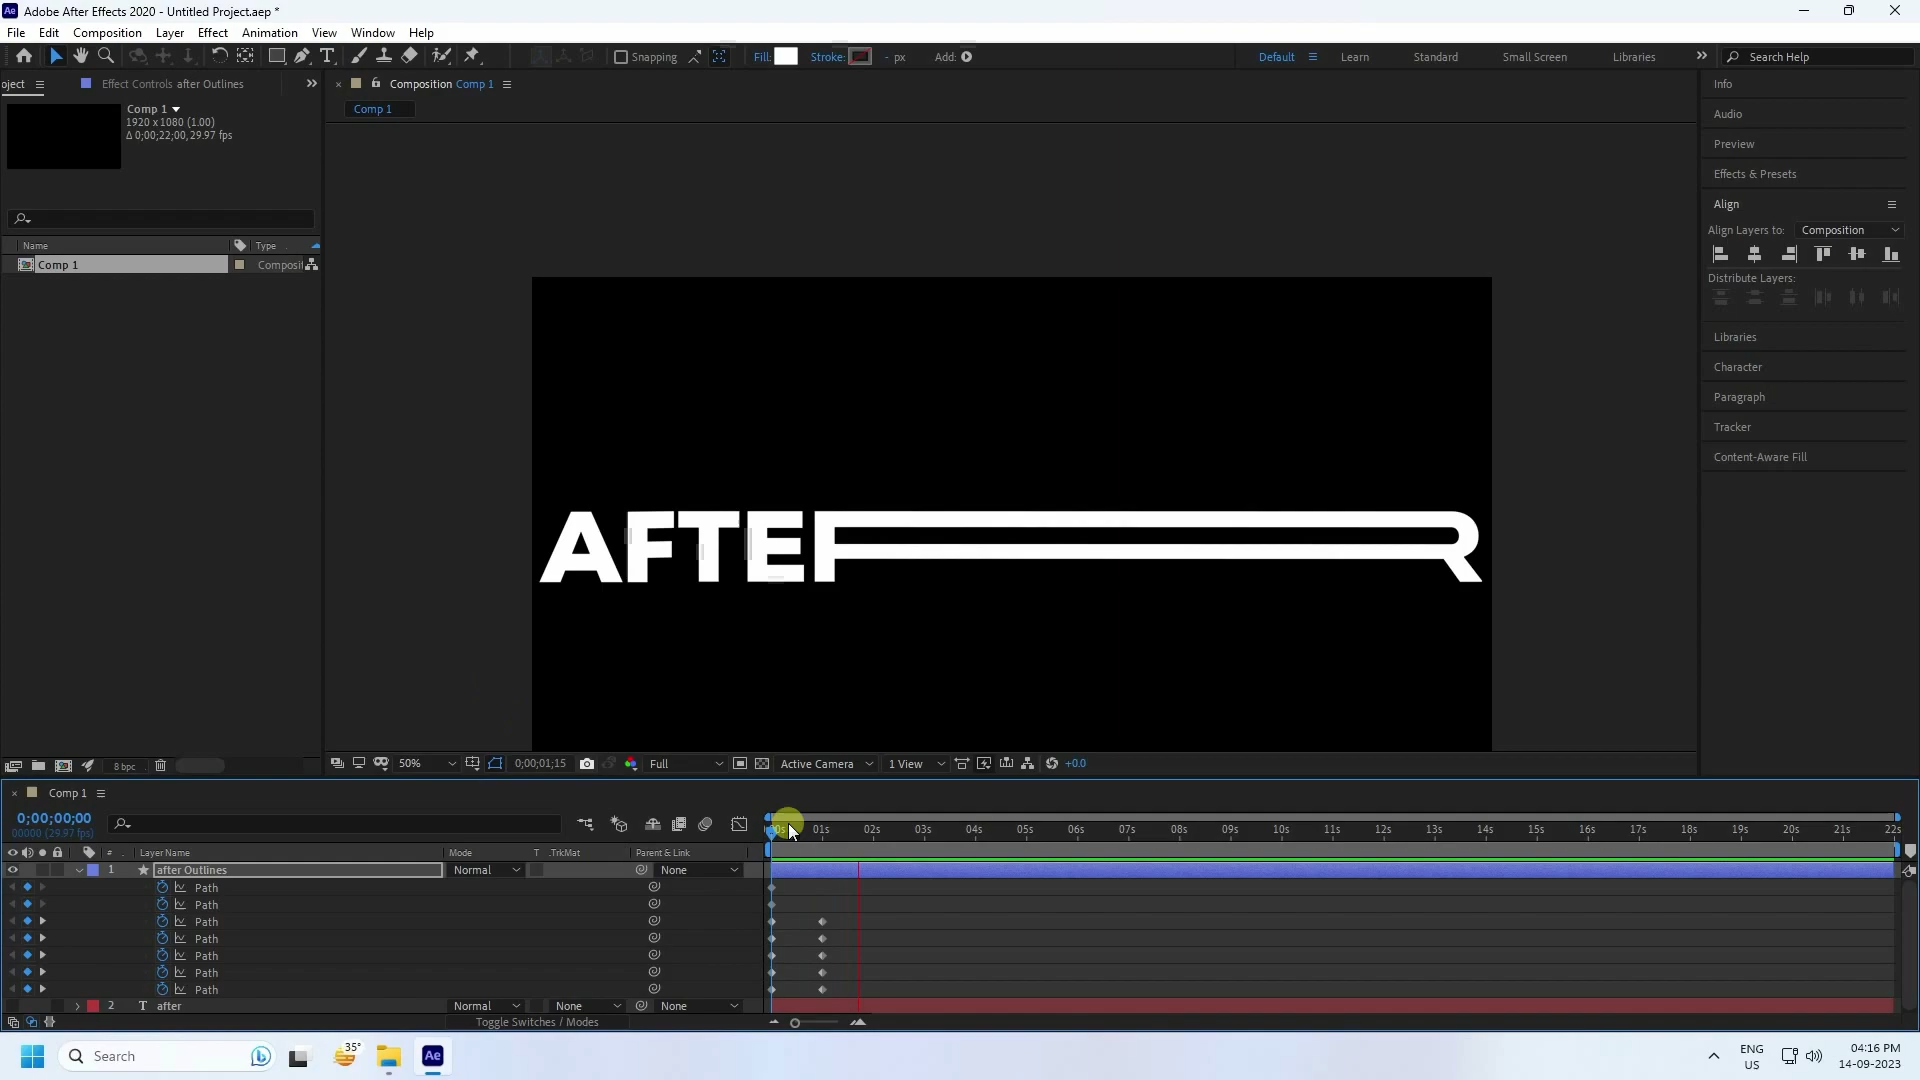 Adobe After Effects 2020 - Untitled Project.aep *
File Edit Composition Layer Effect Animation View Window Help
Snapping Fill: Stroke: - px Add: Default Learn Standard Small Screen Libraries Search Help
oject Effect Controls after Outlines
Composition Comp 1
Comp 1
1920 x 1080 (1.00)
Δ 0;00;22;00, 29.97 fps
Comp 1
Name Type
Comp 1 Composit
Info
Audio
Preview
Effects & Presets
Align
Align Layers to: Composition
Distribute Layers:
Libraries
Character
Paragraph
Tracker
Content-Aware Fill
AFTER
8 bpc
50% 0;00;01;15 Full Active Camera 1 View +0.0
Comp 1
0;00;00;00
00000 (29.97 fps)
00s 01s 02s 03s 04s 05s 06s 07s 08s 09s 10s 11s 12s 13s 14s 15s 16s 17s 18s 19s 20s 21s 22s
# Layer Name Mode T .TrkMat Parent & Link
1 after Outlines Normal None
Path
Path
Path
Path
Path
Path
Path
2 T after Normal None None
Toggle Switches / Modes
Search 35° Ae ENG US 04:16 PM 14-09-2023